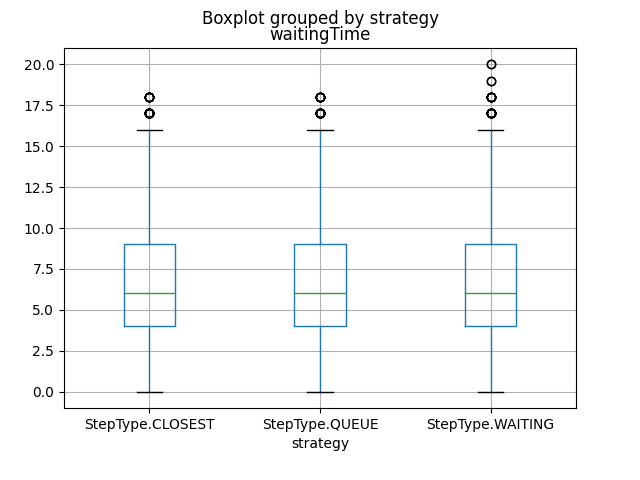 Boxplot grouped by strategy
waitingTime
20.0
17.5
15.0
12.5
10.0
7.5
5.0
2.5
0.0
StepType.CLOSEST StepType.QUEUE StepType.WAITING
strategy